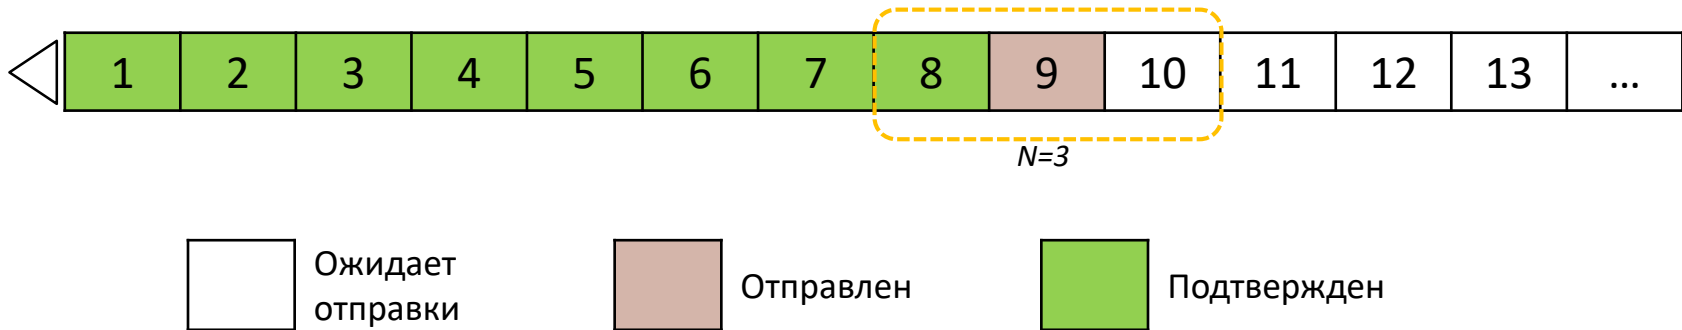 1 2 3 4 5 6 7 8 9 10 11 12 13 ...
N=3
Ожидает
отправки
Отправлен
Подтвержден